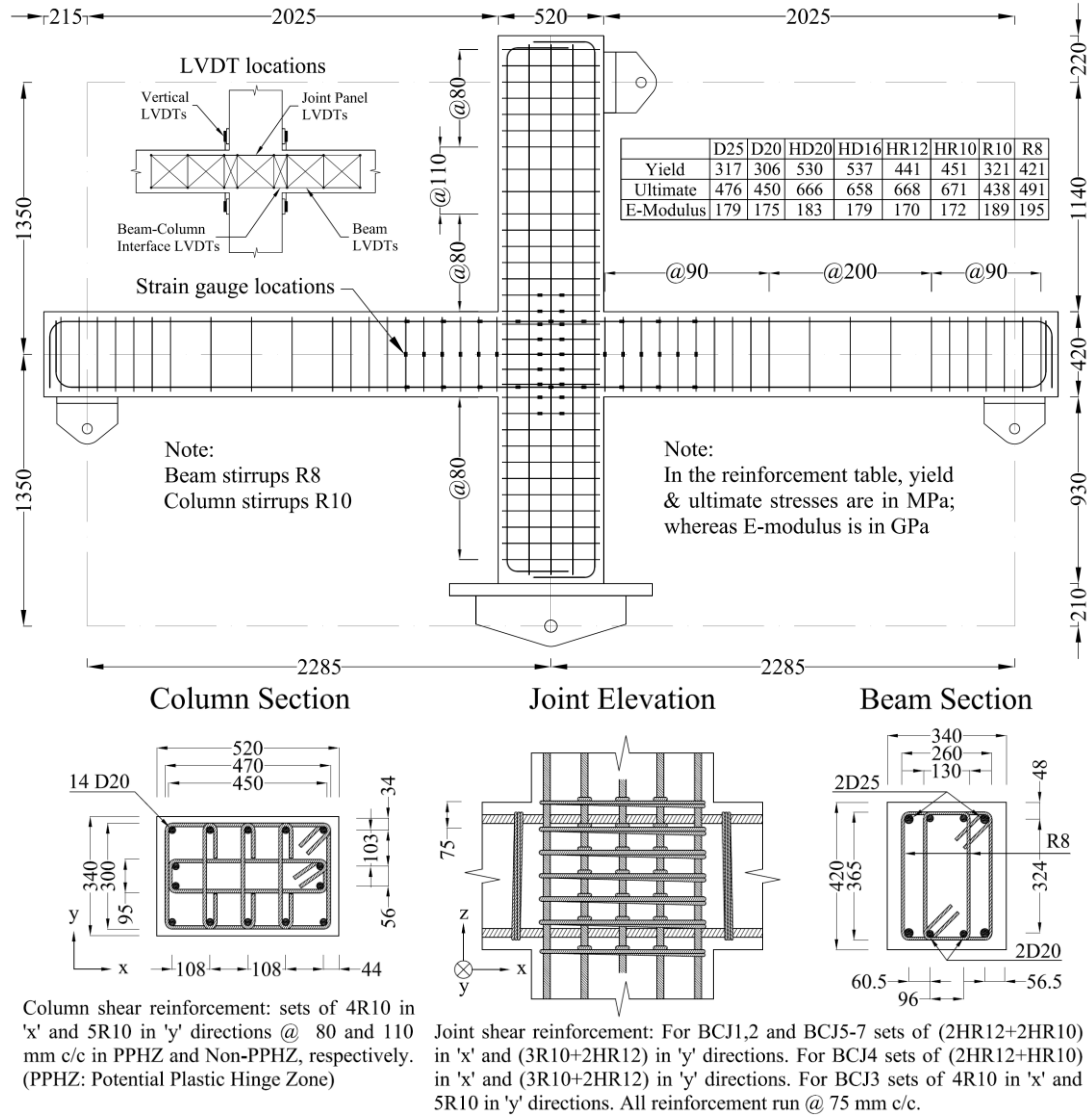 215
2025
520
2025
LVDT locations
Vertical
LVDTs
Joint Panel
LVDTs
Beam-Column
Interface LVDTs
Beam
LVDTs
@80
@110
@80
@80
220
1140
420
930
210
1350
1350
D25 D20 HD20 HD16 HR12 HR10 R10 R8
Yield 317 306 530 537 441 451 321 421
Ultimate 476 450 666 658 668 671 438 491
E-Modulus 179 175 183 179 170 172 189 195
@90
@200
@90
Strain gauge locations
Note:
Beam stirrups R8
Column stirrups R10
Note:
In the reinforcement table, yield
& ultimate stresses are in MPa;
whereas E-modulus is in GPa
2285
2285
Column Section
520
470
450
14 D20
34
103
56
340
300
95
y
x
108
108
44
Column shear reinforcement: sets of 4R10 in
'x' and 5R10 in 'y' directions @ 80 and 110
mm c/c in PPHZ and Non-PPHZ, respectively.
(PPHZ: Potential Plastic Hinge Zone)
Joint Elevation
75
z
x
y
Beam Section
340
260
130
2D25
48
R8
420
365
324
2D20
60.5
56.5
96
Joint shear reinforcement: For BCJ1,2 and BCJ5-7 sets of (2HR12+2HR10)
in 'x' and (3R10+2HR12) in 'y' directions. For BCJ4 sets of (2HR12+HR10)
in 'x' and (3R10+2HR12) in 'y' directions. For BCJ3 sets of 4R10 in 'x' and
5R10 in 'y' directions. All reinforcement run @ 75 mm c/c.